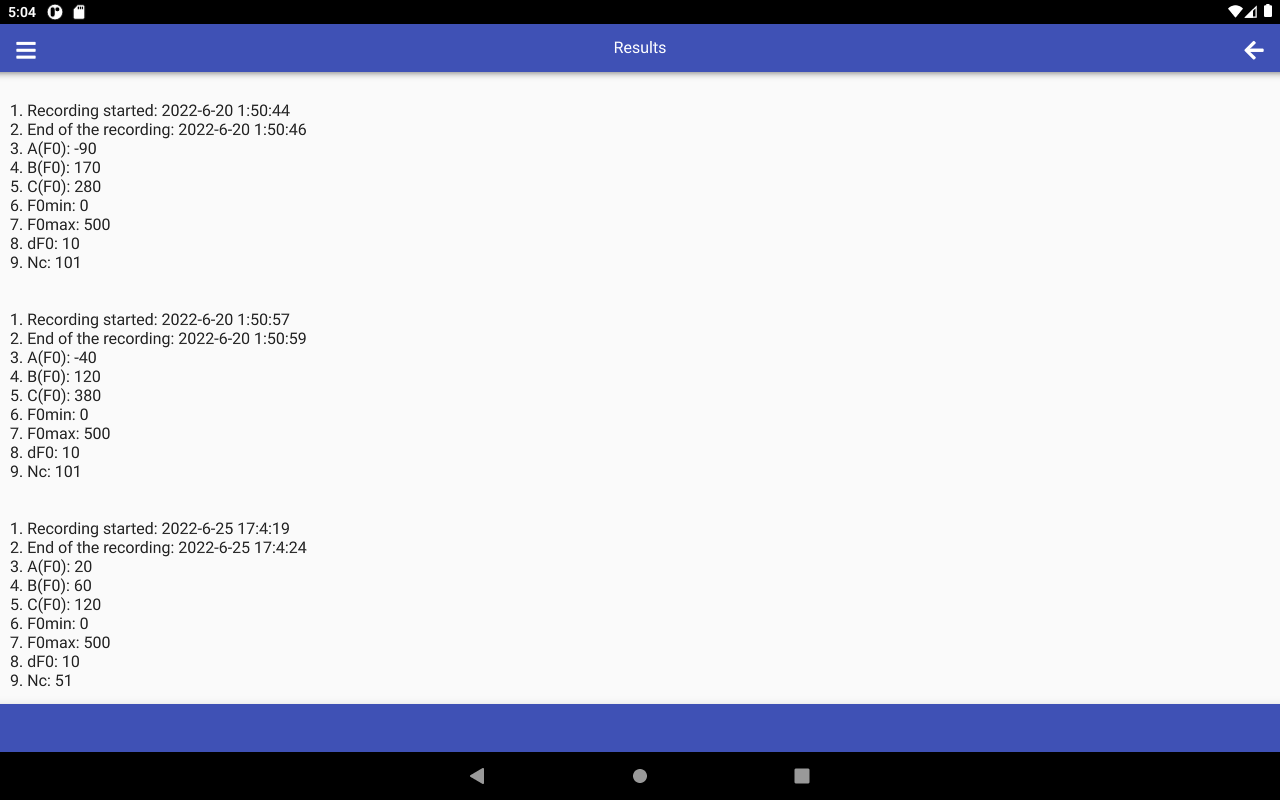 5:04
Results
1. Recording started: 2022-6-20 1:50:44
2. End of the recording: 2022-6-20 1:50:46
3. A(F0): -90
4. B(F0): 170
5. C(F0): 280
6. F0min: 0
7. F0max: 500
8. dF0: 10
9. Nc: 101
1. Recording started: 2022-6-20 1:50:57
2. End of the recording: 2022-6-20 1:50:59
3. A(F0): -40
4. B(F0): 120
5. C(F0): 380
6. F0min: 0
7. F0max: 500
8. dF0: 10
9. Nc: 101
1. Recording started: 2022-6-25 17:4:19
2. End of the recording: 2022-6-25 17:4:24
3. A(F0): 20
4. B(F0): 60
5. C(F0): 120
6. F0min: 0
7. F0max: 500
8. dF0: 10
9. Nc: 51